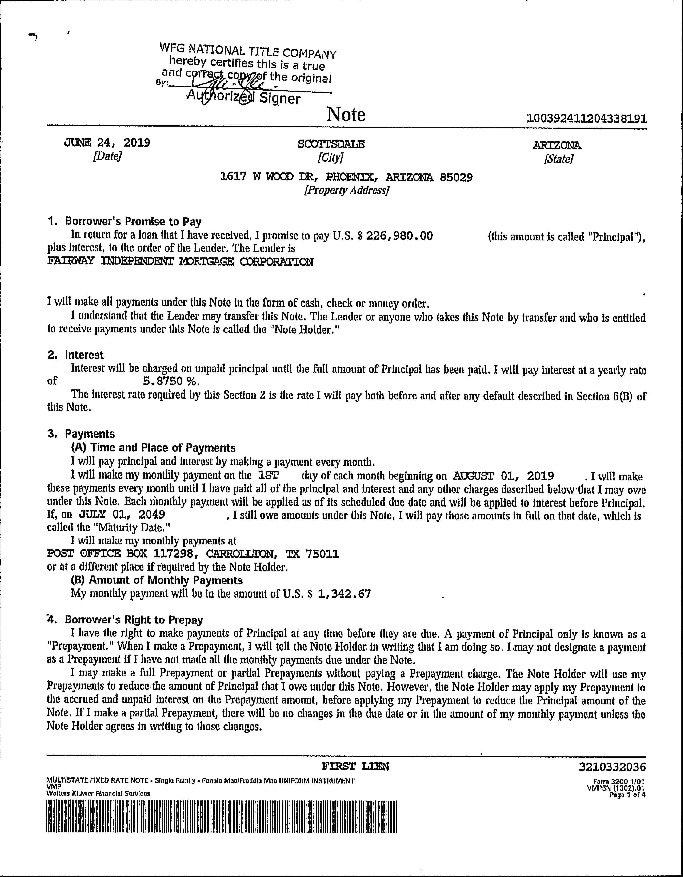 WFG NATIONAL TITLE COMPANY
hereby certifies this is a true
and correct copy of the original
By:
Authorized Signer
Note
100392411204338191
JUNE 24, 2019 SCOTTSDALE ARIZONA
[Date] [City] [State]
1617 W WOOD DR, PHOENIX, ARIZONA 85029
[Property Address]
1. Borrower's Promise to Pay
In return for a loan that I have received, I promise to pay U.S. $ 226,980.00 (this amount is called "Principal"),
plus interest, to the order of the Lender. The Lender is
FAIRWAY INDEPENDENT MORTGAGE CORPORATION
I will make all payments under this Note in the form of cash, check or money order.
I understand that the Lender may transfer this Note. The Lender or anyone who takes this Note by transfer and who is entitled
to receive payments under this Note is called the "Note Holder."
2. Interest
Interest will be charged on unpaid principal until the full amount of Principal has been paid. I will pay interest at a yearly rate
of 5.8750 %.
The interest rate required by this Section 2 is the rate I will pay both before and after any default described in Section 6(B) of
this Note.
3. Payments
(A) Time and Place of Payments
I will pay principal and interest by making a payment every month.
I will make my monthly payment on the 1ST day of each month beginning on AUGUST 01, 2019 . I will make
these payments every month until I have paid all of the principal and interest and any other charges described below that I may owe
under this Note. Each monthly payment will be applied as of its scheduled due date and will be applied to interest before Principal.
If, on JULY 01, 2049 , I still owe amounts under this Note, I will pay those amounts in full on that date, which is
called the "Maturity Date."
I will make my monthly payments at
POST OFFICE BOX 117298, CARROLLTON, TX 75011
or at a different place if required by the Note Holder.
(B) Amount of Monthly Payments
My monthly payment will be in the amount of U.S. $ 1,342.67 .
4. Borrower's Right to Prepay
I have the right to make payments of Principal at any time before they are due. A payment of Principal only is known as a
"Prepayment." When I make a Prepayment, I will tell the Note Holder in writing that I am doing so. I may not designate a payment
as a Prepayment if I have not made all the monthly payments due under the Note.
I may make a full Prepayment or partial Prepayments without paying a Prepayment charge. The Note Holder will use my
Prepayments to reduce the amount of Principal that I owe under this Note. However, the Note Holder may apply my Prepayment to
the accrued and unpaid interest on the Prepayment amount, before applying my Prepayment to reduce the Principal amount of the
Note. If I make a partial Prepayment, there will be no changes in the due date or in the amount of my monthly payment unless the
Note Holder agrees in writing to those changes.
FIRST LIEN 3210332036
MULTISTATE FIXED RATE NOTE - Single Family - Fannie Mae/Freddie Mac UNIFORM INSTRUMENT Form 3200 1/01
VMP VMP5N (1302).01
Wolters Kluwer Financial Services Page 1 of 4